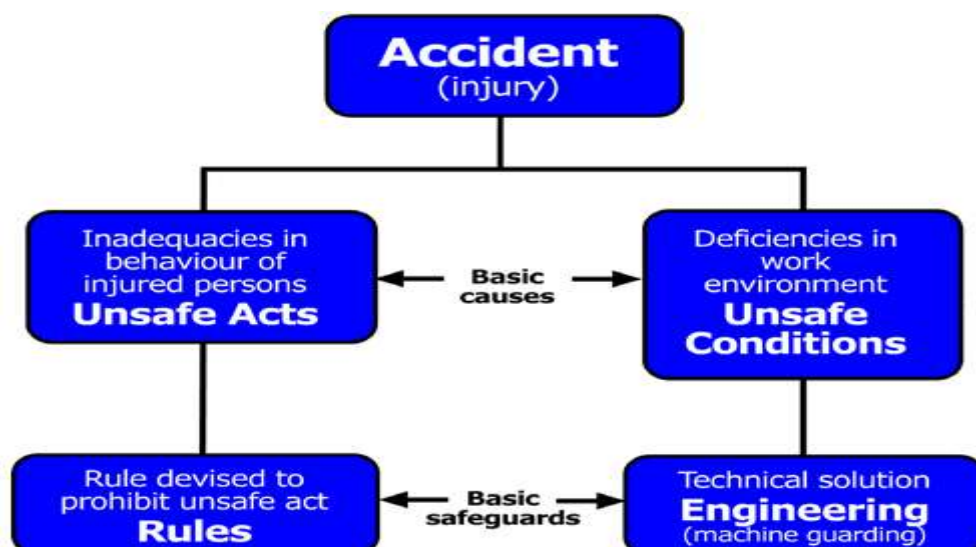 Accident
(injury)
Inadequacies in
behaviour of
injured persons
Unsafe Acts
Basic
causes
Deficiencies in
work
environment
Unsafe
Conditions
Rule devised to
prohibit unsafe act
Rules
Basic
safeguards
Technical solution
Engineering
(machine guarding)